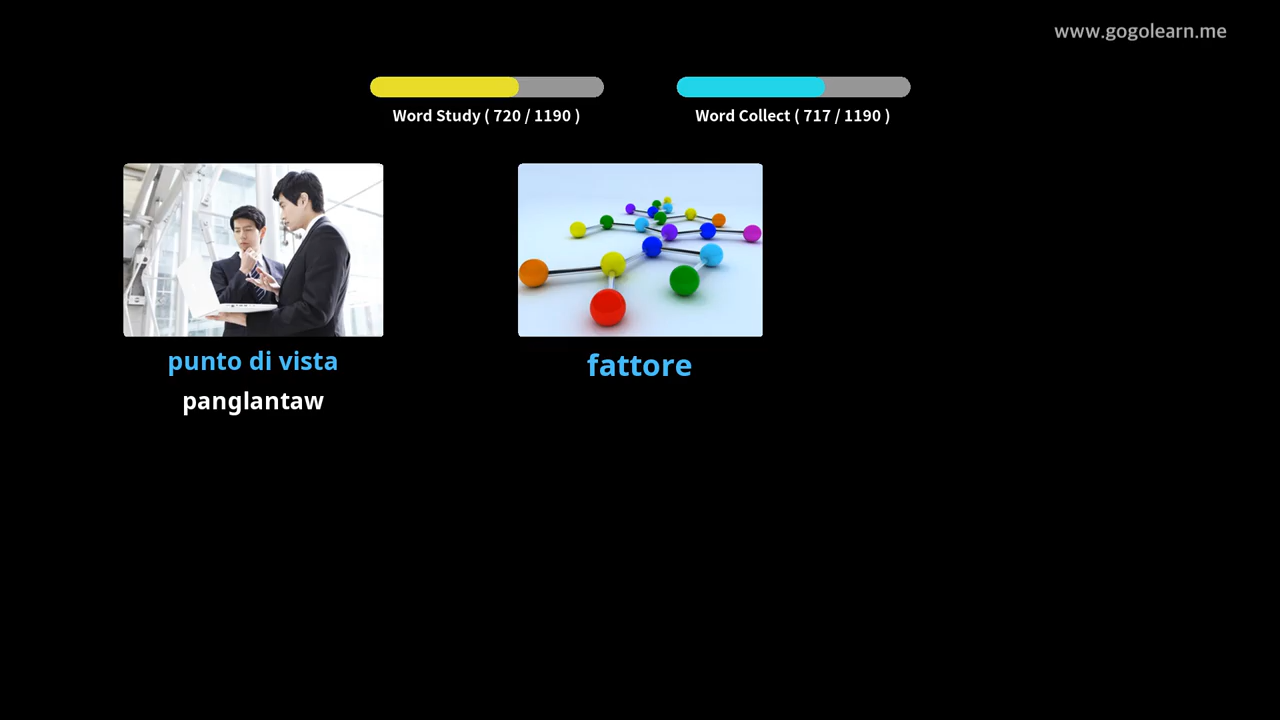 www.gogolearn.me
Word Study ( 720 / 1190 )
Word Collect ( 717 / 1190 )
punto di vista
panglantaw
fattore